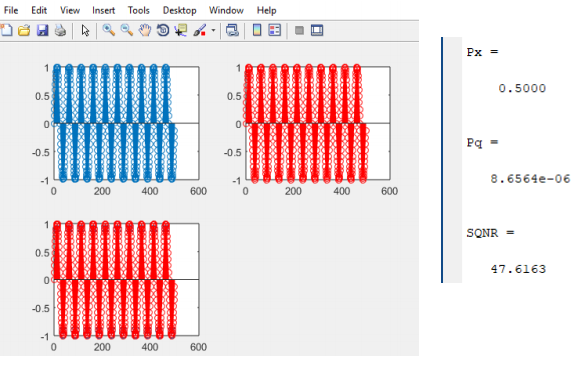 File Edit View Insert Tools Desktop Window Help
1
0.5
0
-0.5
-1
0 200 400 600
1
0.5
0
-0.5
-1
0 200 400 600
1
0.5
0
-0.5
-1
0 200 400 600
Px =
0.5000
Pq =
8.6564e-06
SQNR =
47.6163